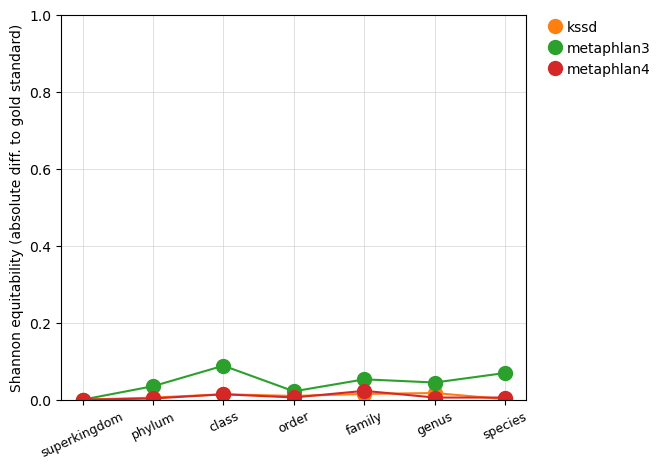 Shannon equitability (absolute diff. to gold standard)
1.0
0.8
0.6
0.4
0.2
0.0
superkingdom
phylum
class
order
family
genus
species
kssd
metaphlan3
metaphlan4